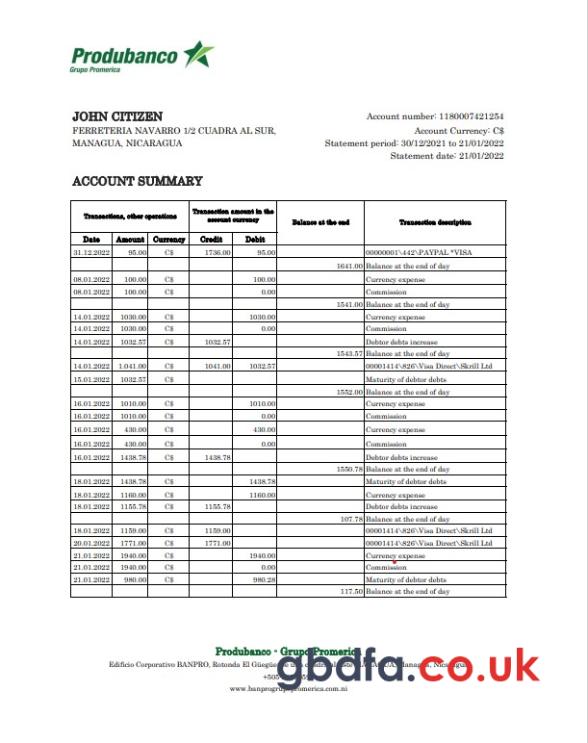 Produbanco
Grupo Promerica
JOHN CITIZEN
FERRETERIA NAVARRO 1/2 CUADRA AL SUR,
MANAGUA, NICARAGUA
Account number: 1180007421254
Account Currency: C$
Statement period: 30/12/2021 to 21/01/2022
Statement date: 21/01/2022
ACCOUNT SUMMARY
Transactions, other operations Transaction amount in the account currency Balance at the end Transaction description
Date Amount Currency Credit Debit
31.12.2022 95.00 C$ 1736.00 95.00 00000001\442\PAYPAL *VISA
1641.00 Balance at the end of day
08.01.2022 100.00 C$ 100.00 Currency expense
08.01.2022 100.00 C$ 0.00 Commission
1541.00 Balance at the end of day
14.01.2022 1030.00 C$ 1030.00 Currency expense
14.01.2022 1030.00 C$ 0.00 Commission
14.01.2022 1032.57 C$ 1032.57 Debtor debts increase
1543.57 Balance at the end of day
14.01.2022 1.041.00 C$ 1041.00 1032.57 00001414\826\Visa Direct\Skrill Ltd
15.01.2022 1032.57 C$ Maturity of debtor debts
1552.00 Balance at the end of day
16.01.2022 1010.00 C$ 1010.00 Currency expense
16.01.2022 1010.00 C$ 0.00 Commission
16.01.2022 430.00 C$ 430.00 Currency expense
16.01.2022 430.00 C$ 0.00 Commission
16.01.2022 1438.78 C$ 1438.78 Debtor debts increase
1550.78 Balance at the end of day
18.01.2022 1438.78 C$ 1438.78 Maturity of debtor debts
18.01.2022 1160.00 C$ 1160.00 Currency expense
18.01.2022 1155.78 C$ 1155.78 Debtor debts increase
107.78 Balance at the end of day
18.01.2022 1159.00 C$ 1159.00 00001414\826\Visa Direct\Skrill Ltd
20.01.2022 1771.00 C$ 1771.00 00001414\826\Visa Direct\Skrill Ltd
21.01.2022 1940.00 C$ 1940.00 Currency expense
21.01.2022 1940.00 C$ 0.00 Commission
21.01.2022 980.00 C$ 980.28 Maturity of debtor debts
117.50 Balance at the end of day
Produbanco - Grupo Promerica
Edificio Corporativo BANPRO, Rotonda El Güegüense
+505
www.banprogrupopromerica.com.ni
gbdfa.co.uk